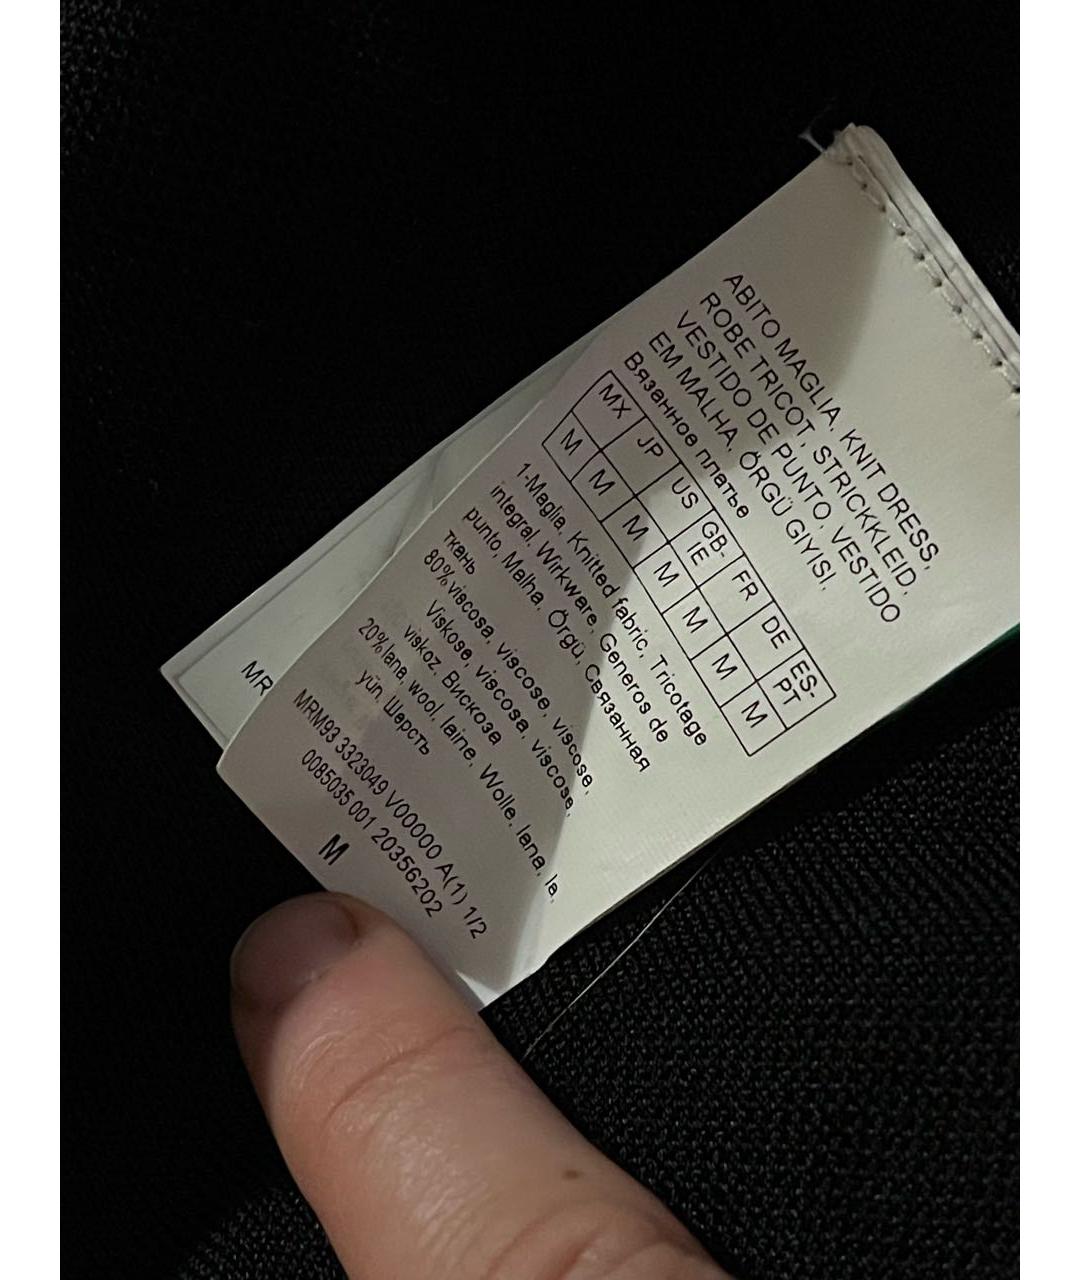 ABITO MAGLIA, KNIT DRESS,
ROBE TRICOT, STRICKKLEID,
VESTIDO DE PUNTO, VESTIDO
EM MALHA, ÖRGÜ GIYISI,
Вязанное платье
MX JP US GB-IE FR DE ES-PT
M M M M M M M
1-Maglia, Knitted fabric, Tricotage
integral, Wirkware, Generos de
punto, Malha, Örgü, Связанная
ткань
80%viscosa, viscose, viscose,
Viskose, viscosa, viscose,
viskoz, Вискоза
20%lana, wool, laine, Wolle, lana, la,
yün, Шерсть
MRM93 3323049 V00000 A(1) 1/2
0085035 001 20356202
M
MR